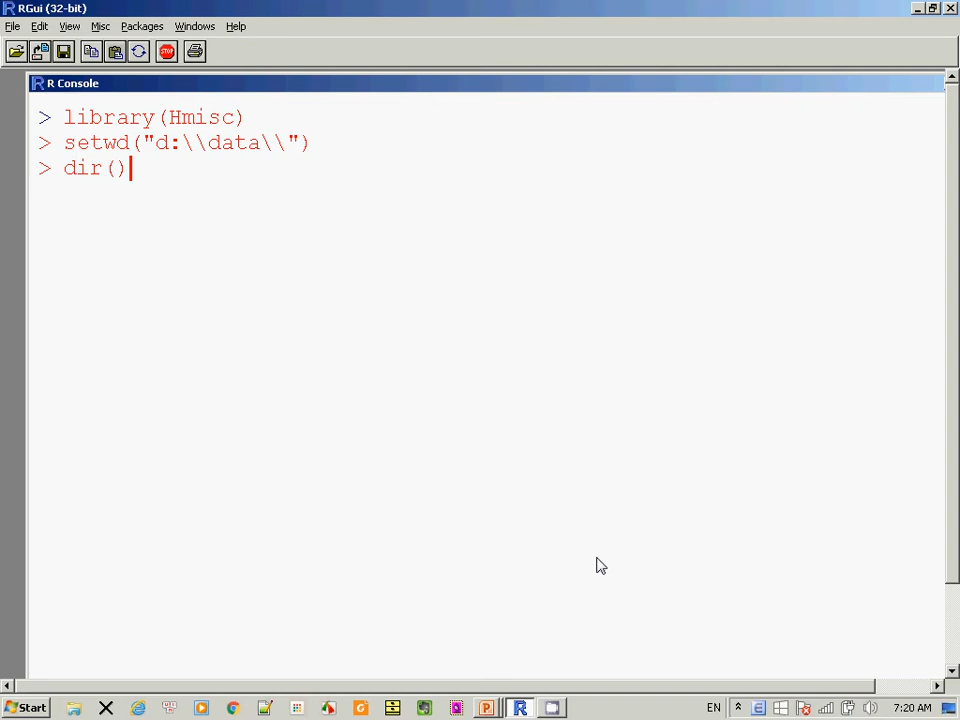 RGui (32-bit)
File Edit View Misc Packages Windows Help
STOP
R Console
> library(Hmisc)
> setwd("d:\\data\\")
> dir()
Start
EN
7:20 AM